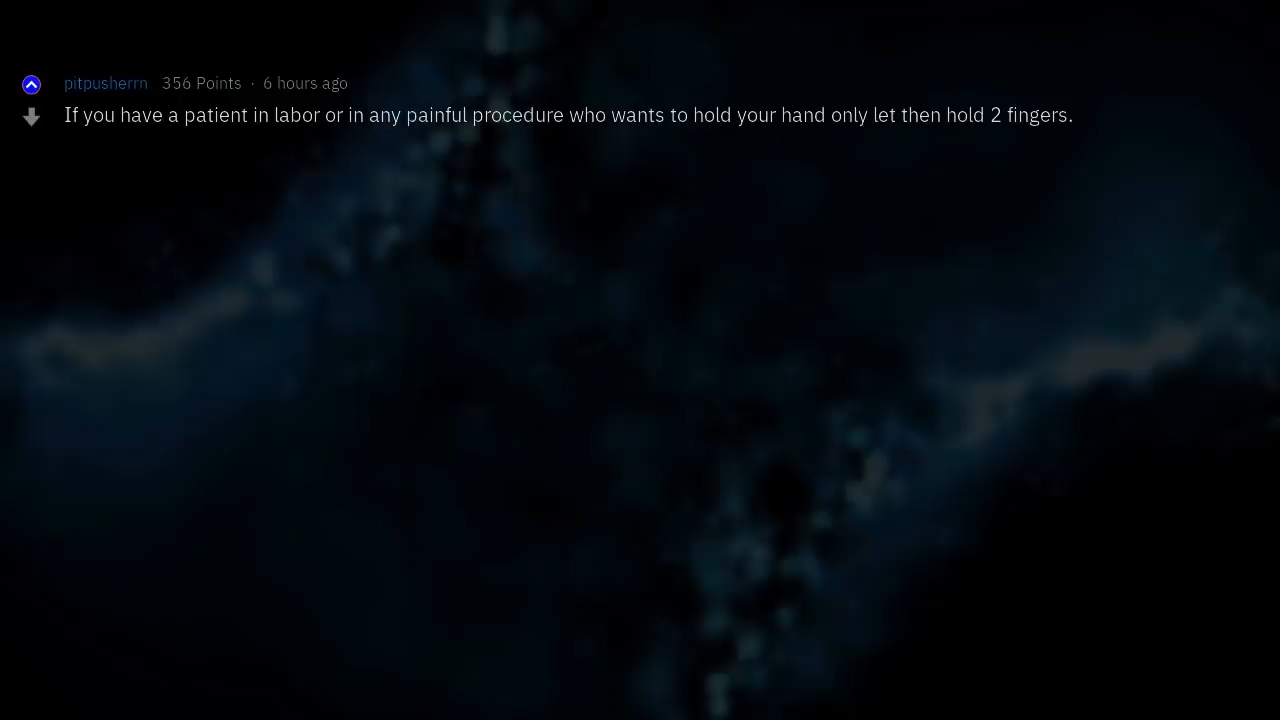 pitpusherrn 356 Points · 6 hours ago
If you have a patient in labor or in any painful procedure who wants to hold your hand only let then hold 2 fingers.